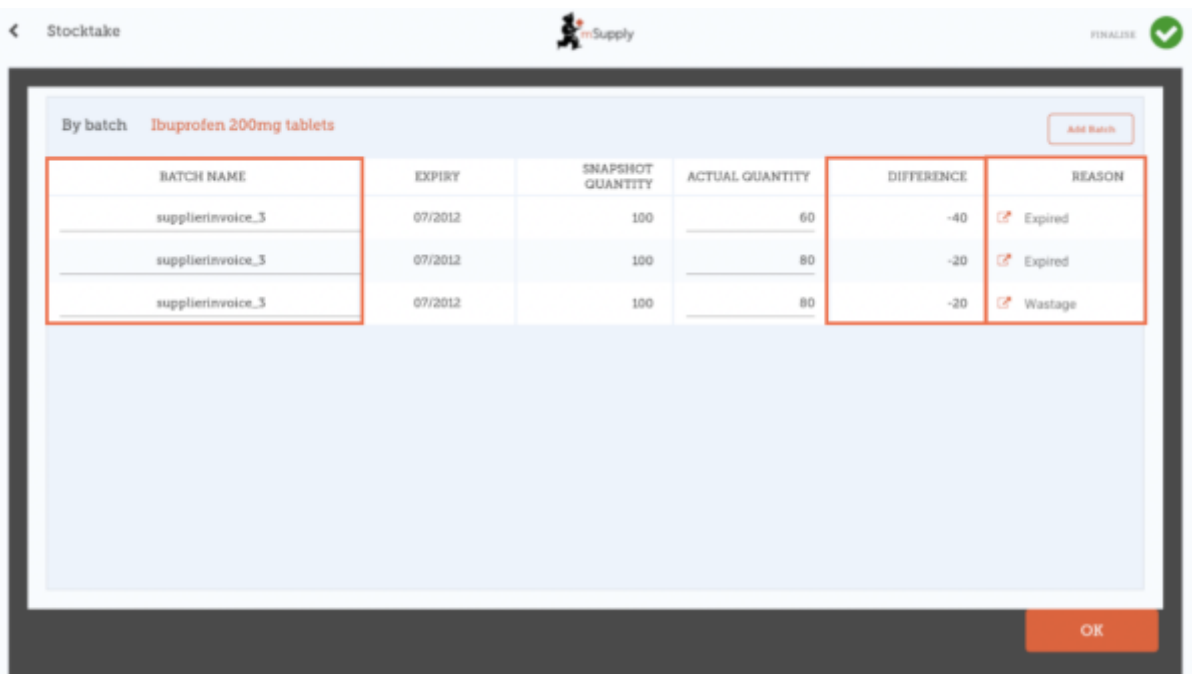 Stocktake
mSupply
FINALISE
By batch Ibuprofen 200mg tablets
Add Batch
BATCH NAME EXPIRY SNAPSHOT QUANTITY ACTUAL QUANTITY DIFFERENCE REASON
supplierinvoice_3 07/2012 100 60 -40 Expired
supplierinvoice_3 07/2012 100 80 -20 Expired
supplierinvoice_3 07/2012 100 80 -20 Wastage
OK